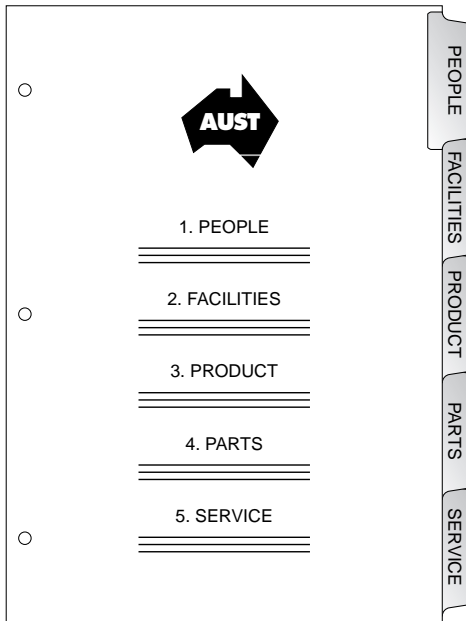 AUST
1. PEOPLE
2. FACILITIES
3. PRODUCT
4. PARTS
5. SERVICE
PEOPLE
FACILITIES
PRODUCT
PARTS
SERVICE